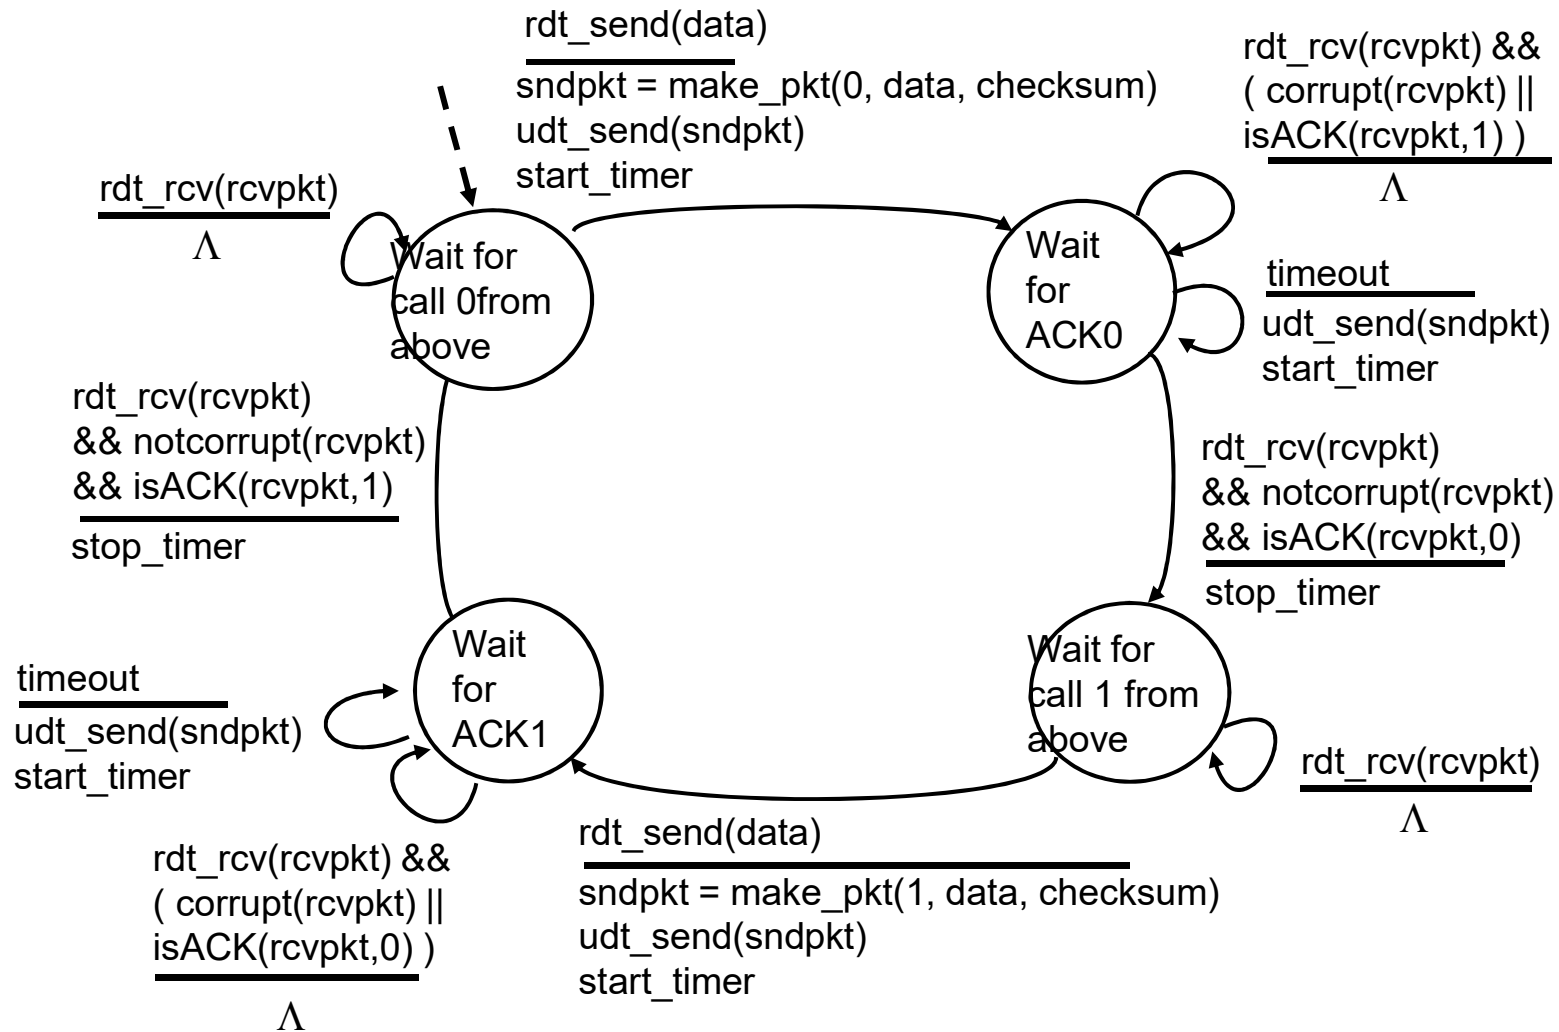 rdt_send(data)
sndpkt = make_pkt(0, data, checksum)
udt_send(sndpkt)
start_timer
rdt_rcv(rcvpkt) &&
( corrupt(rcvpkt) ||
isACK(rcvpkt,1) )
Λ
rdt_rcv(rcvpkt)
Λ
Wait for
call 0from
above
Wait
for
ACK0
timeout
udt_send(sndpkt)
start_timer
rdt_rcv(rcvpkt)
&& notcorrupt(rcvpkt)
&& isACK(rcvpkt,1)
stop_timer
rdt_rcv(rcvpkt)
&& notcorrupt(rcvpkt)
&& isACK(rcvpkt,0)
stop_timer
Wait
for
ACK1
Wait for
call 1 from
above
timeout
udt_send(sndpkt)
start_timer
rdt_rcv(rcvpkt)
Λ
rdt_rcv(rcvpkt) &&
( corrupt(rcvpkt) ||
isACK(rcvpkt,0) )
Λ
rdt_send(data)
sndpkt = make_pkt(1, data, checksum)
udt_send(sndpkt)
start_timer